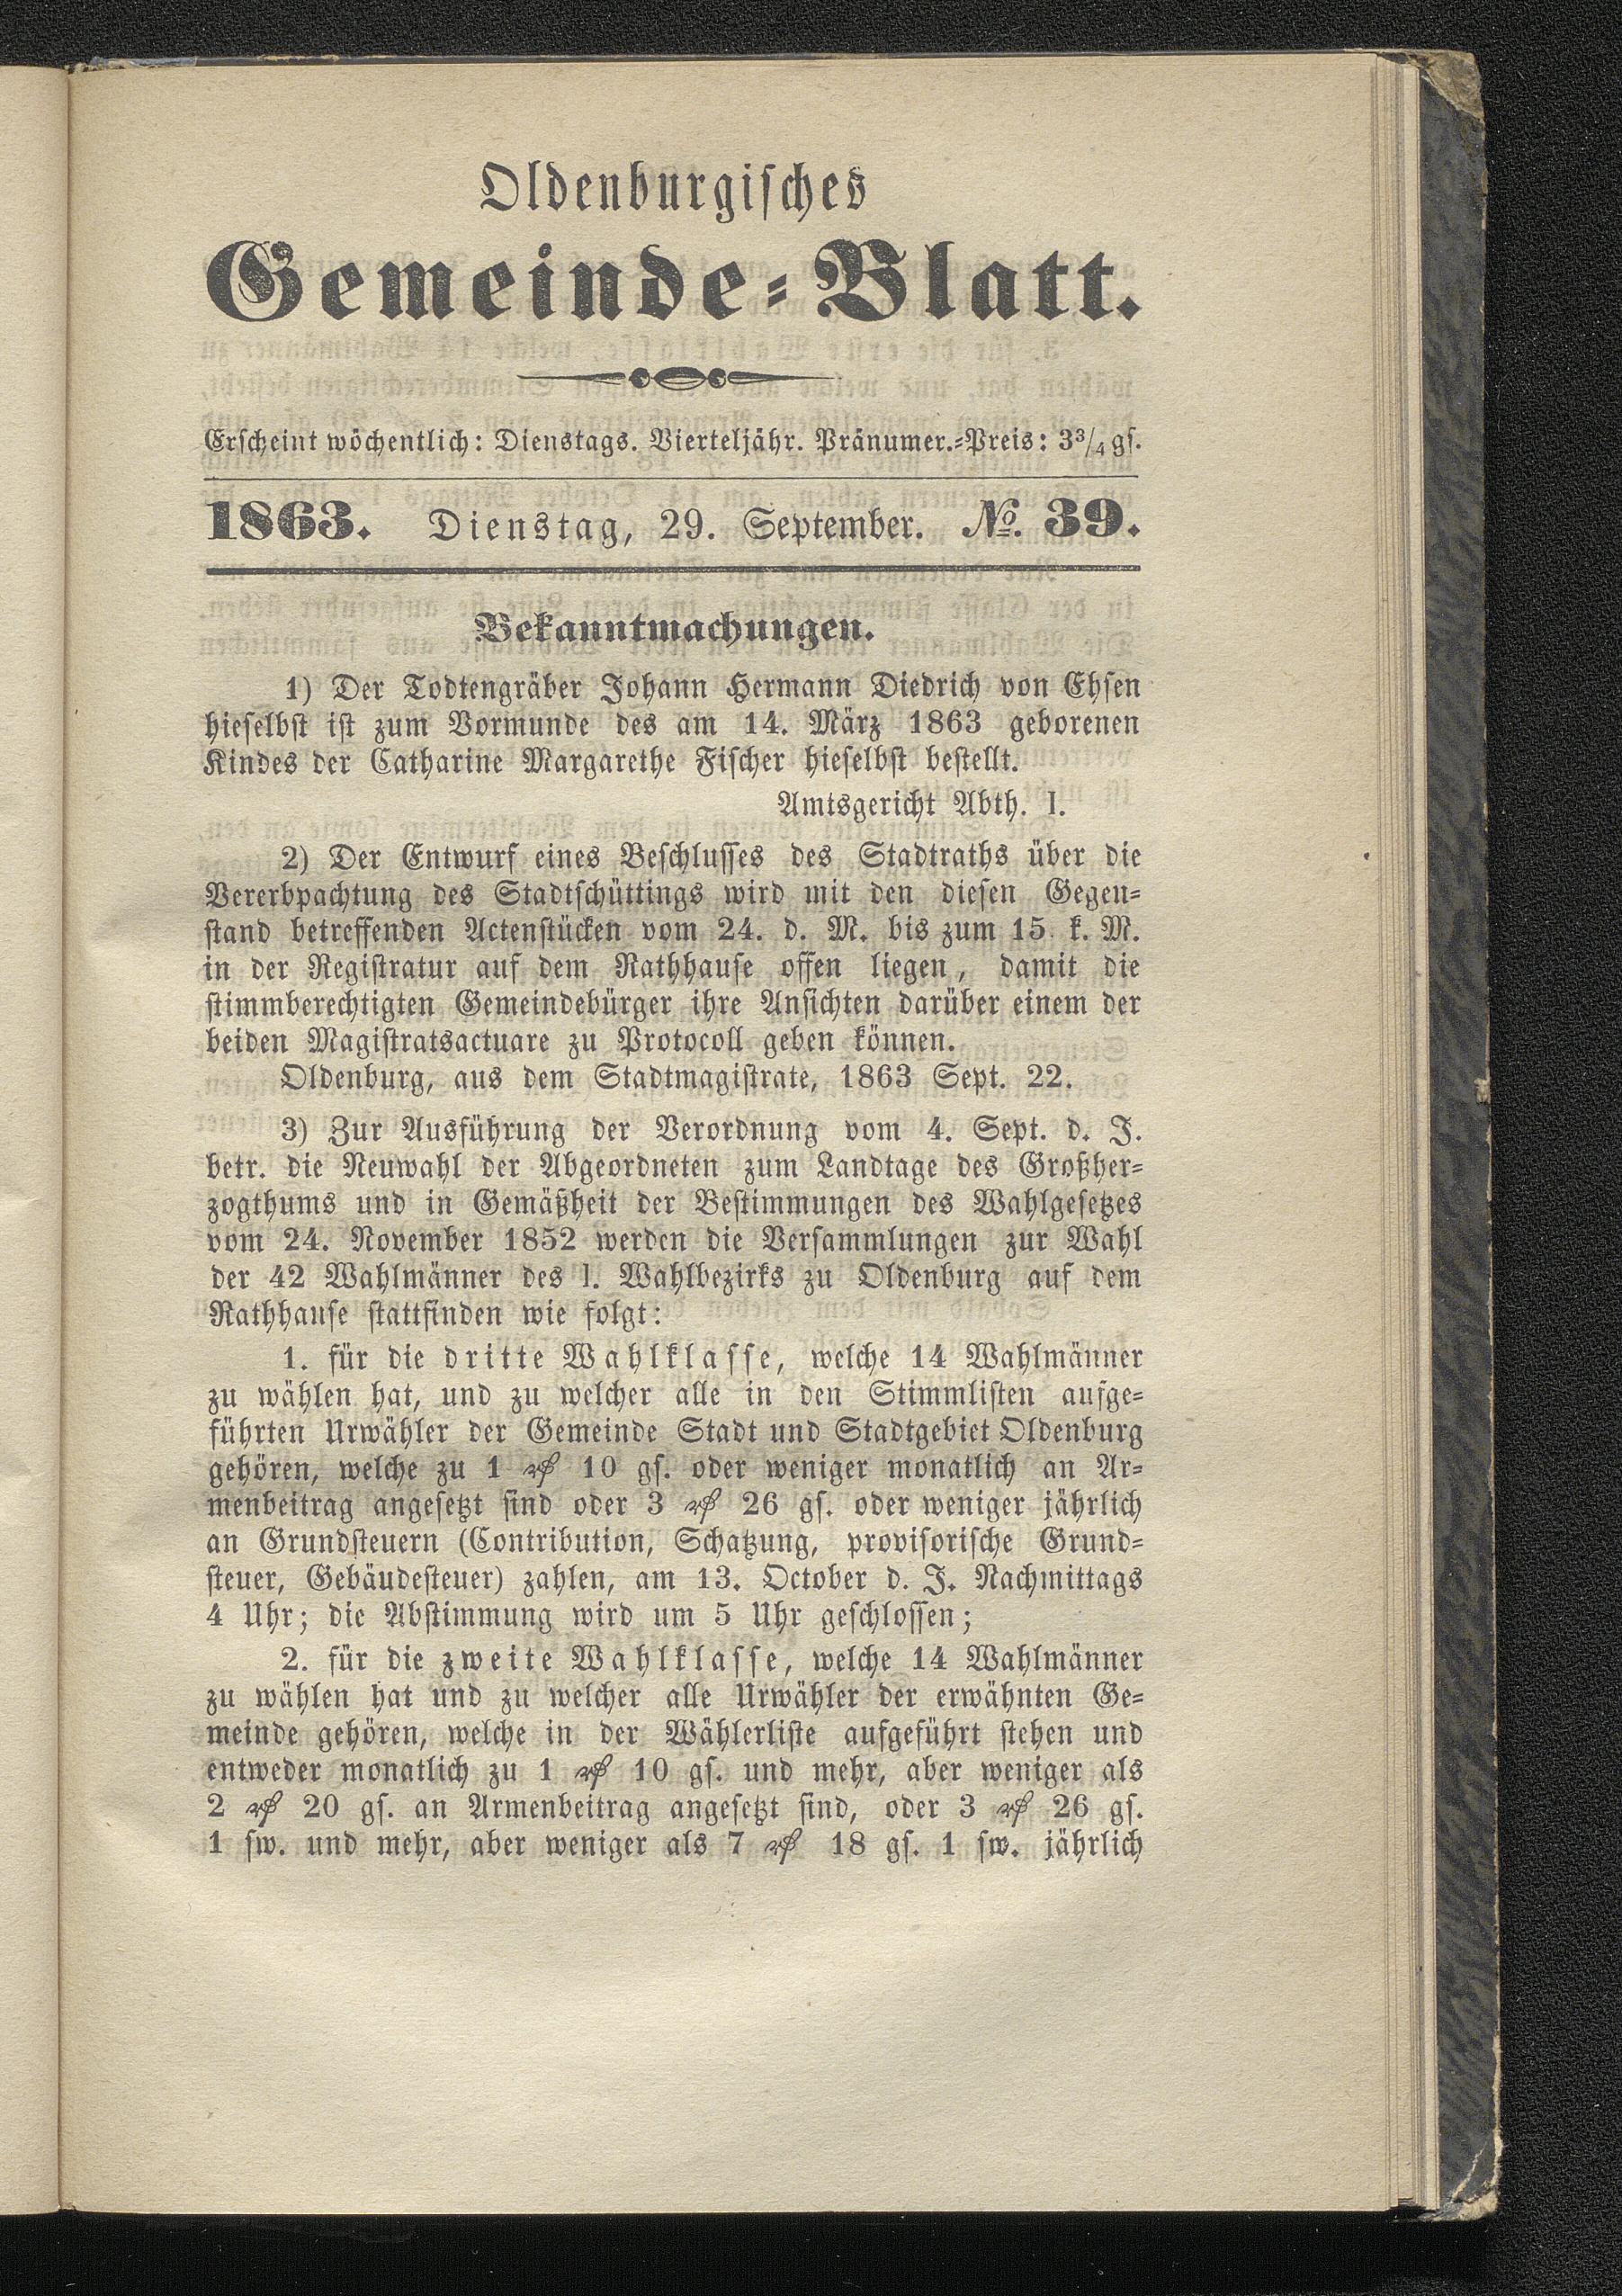 Oldenburgisches
Gemeinde-Blatt.
Erscheint wöchentlich: Dienstags. Vierteljähr. Pränumer.-Preis: 3³/₄ gs.
1863. Dienstag, 29. September. №. 39.
Bekanntmachungen.
1) Der Todtengräber Johann Hermann Diedrich von Ehsen
hieselbst ist zum Vormunde des am 14. März 1863 geborenen
Kindes der Catharine Margarethe Fischer hieselbst bestellt.
Amtsgericht Abth. I.
2) Der Entwurf eines Beschlusses des Stadtraths über die
Vererbpachtung des Stadtschüttings wird mit den diesen Gegen-
stand betreffenden Actenstücken vom 24. d. M. bis zum 15. k. M.
in der Registratur auf dem Rathhause offen liegen, damit die
stimmberechtigten Gemeindebürger ihre Ansichten darüber einem der
beiden Magistratsactuare zu Protocoll geben können.
Oldenburg, aus dem Stadtmagistrate, 1863 Sept. 22.
3) Zur Ausführung der Verordnung vom 4. Sept. d. J.
betr. die Neuwahl der Abgeordneten zum Landtage des Großher-
zogthums und in Gemäßheit der Bestimmungen des Wahlgesetzes
vom 24. November 1852 werden die Versammlungen zur Wahl
der 42 Wahlmänner des I. Wahlbezirks zu Oldenburg auf dem
Rathhause stattfinden wie folgt:
1. für die dritte Wahlklasse, welche 14 Wahlmänner
zu wählen hat, und zu welcher alle in den Stimmlisten aufge-
führten Urwähler der Gemeinde Stadt und Stadtgebiet Oldenburg
gehören, welche zu 1 ₰ 10 gs. oder weniger monatlich an Ar-
menbeitrag angesetzt sind oder 3 ₰ 26 gs. oder weniger jährlich
an Grundsteuern (Contribution, Schatzung, provisorische Grund-
steuer, Gebäudesteuer) zahlen, am 13. October d. J. Nachmittags
4 Uhr; die Abstimmung wird um 5 Uhr geschlossen;
2. für die zweite Wahlklasse, welche 14 Wahlmänner
zu wählen hat und zu welcher alle Urwähler der erwähnten Ge-
meinde gehören, welche in der Wählerliste aufgeführt stehen und
entweder monatlich zu 1 ₰ 10 gs. und mehr, aber weniger als
2 ₰ 20 gs. an Armenbeitrag angesetzt sind, oder 3 ₰ 26 gs.
1 sw. und mehr, aber weniger als 7 ₰ 18 gs. 1 sw. jährlich